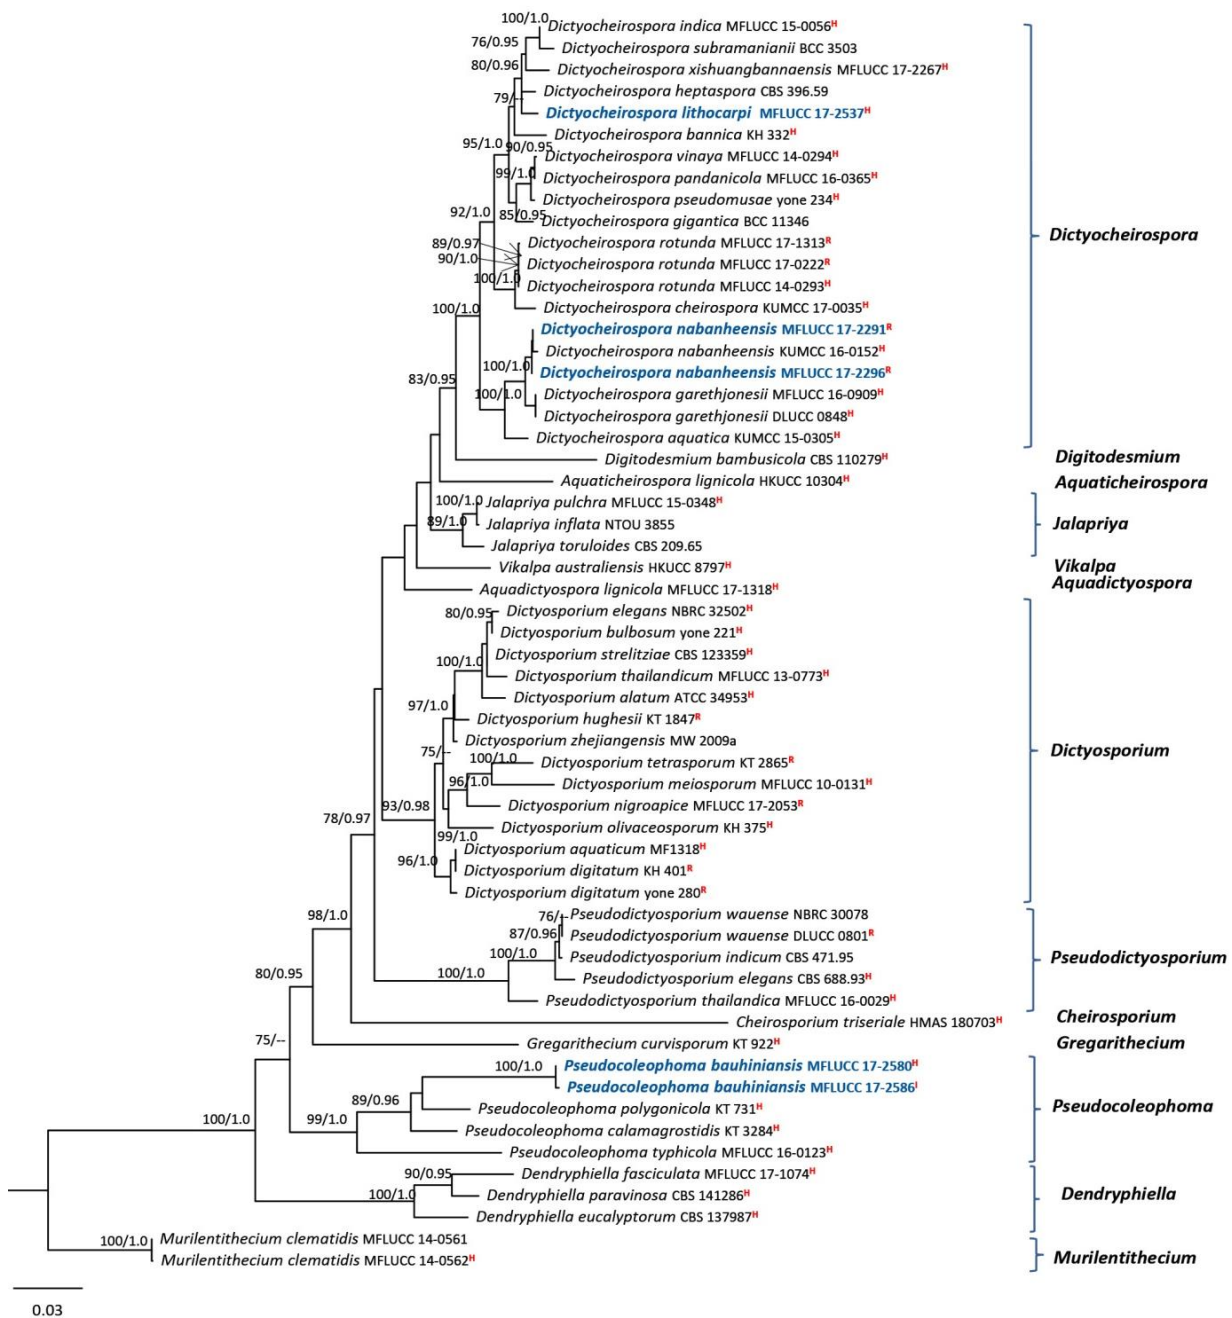 100/1.0
Dictyocheirospora indica MFLUCC 15-0056H
76/0.95
Dictyocheirospora subramanianii BCC 3503
80/0.96
Dictyocheirospora xishuangbannaensis MFLUCC 17-2267H
Dictyocheirospora heptaspora CBS 396.59
79/--
Dictyocheirospora lithocarpi MFLUCC 17-2537H
Dictyocheirospora bannica KH 332H
95/1.0
90/0.95
Dictyocheirospora vinaya MFLUCC 14-0294H
99/1.0
Dictyocheirospora pandanicola MFLUCC 16-0365H
Dictyocheirospora pseudomusae yone 234H
92/1.0
85/0.95
Dictyocheirospora gigantica BCC 11346
Dictyocheirospora
89/0.97
Dictyocheirospora rotunda MFLUCC 17-1313R
90/1.0
Dictyocheirospora rotunda MFLUCC 17-0222R
100/1.0
Dictyocheirospora rotunda MFLUCC 14-0293H
100/1.0
Dictyocheirospora cheirospora KUMCC 17-0035H
Dictyocheirospora nabanheensis MFLUCC 17-2291R
Dictyocheirospora nabanheensis KUMCC 16-0152H
100/1.0
Dictyocheirospora nabanheensis MFLUCC 17-2296R
83/0.95
100/1.0
Dictyocheirospora garethjonesii MFLUCC 16-0909H
Dictyocheirospora garethjonesii DLUCC 0848H
Dictyocheirospora aquatica KUMCC 15-0305H
Digitodesmium bambusicola CBS 110279H
Digitodesmium
Aquaticheirospora lignicola HKUCC 10304H
Aquaticheirospora
100/1.0
Jalapriya pulchra MFLUCC 15-0348H
89/1.0
Jalapriya inflata NTOU 3855
Jalapriya
Jalapriya toruloides CBS 209.65
Vikalpa australiensis HKUCC 8797H
Vikalpa
Aquadictyospora lignicola MFLUCC 17-1318H
Aquadictyospora
80/0.95
Dictyosporium elegans NBRC 32502H
Dictyosporium bulbosum yone 221H
Dictyosporium strelitziae CBS 123359H
100/1.0
Dictyosporium thailandicum MFLUCC 13-0773H
Dictyosporium alatum ATCC 34953H
97/1.0
Dictyosporium hughesii KT 1847R
Dictyosporium zhejiangensis MW 2009a
75/--
Dictyosporium
100/1.0
Dictyosporium tetrasporum KT 2865R
96/1.0
Dictyosporium meiosporum MFLUCC 10-0131H
93/0.98
Dictyosporium nigroapice MFLUCC 17-2053R
78/0.97
Dictyosporium olivaceosporum KH 375H
99/1.0
Dictyosporium aquaticum MF1318H
96/1.0
Dictyosporium digitatum KH 401R
Dictyosporium digitatum yone 280R
98/1.0
76/--
Pseudodictyosporium wauense NBRC 30078
87/0.96
Pseudodictyosporium wauense DLUCC 0801R
100/1.0
Pseudodictyosporium indicum CBS 471.95
Pseudodictyosporium
80/0.95
100/1.0
Pseudodictyosporium elegans CBS 688.93H
Pseudodictyosporium thailandica MFLUCC 16-0029H
Cheirosporium triseriale HMAS 180703H
Cheirosporium
75/--
Gregarithecium curvisporum KT 922H
Gregarithecium
100/1.0
Pseudocoleophoma bauhiniansis MFLUCC 17-2580H
Pseudocoleophoma bauhiniansis MFLUCC 17-2586I
89/0.96
Pseudocoleophoma polygonicola KT 731H
Pseudocoleophoma
100/1.0
99/1.0
Pseudocoleophoma calamagrostidis KT 3284H
Pseudocoleophoma typhicola MFLUCC 16-0123H
90/0.95
Dendryphiella fasciculata MFLUCC 17-1074H
100/1.0
Dendryphiella paravinosa CBS 141286H
Dendryphiella
Dendryphiella eucalyptorum CBS 137987H
100/1.0
Murilentithecium clematidis MFLUCC 14-0561
Murilentithecium clematidis MFLUCC 14-0562H
Murilentithecium
0.03